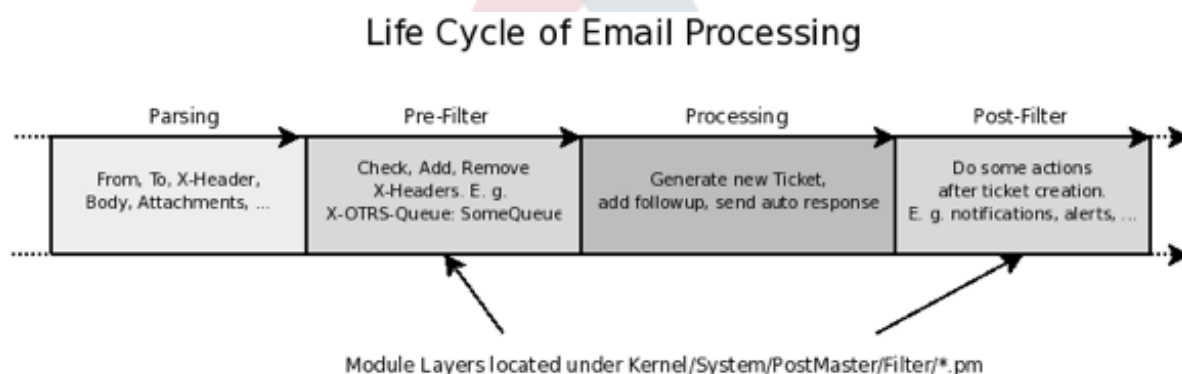 Life Cycle of Email Processing
Parsing
Pre-Filter
Processing
Post-Filter
From, To, X-Header,
Body, Attachments, ...
Check, Add, Remove
X-Headers. E. g.
X-OTRS-Queue: SomeQueue
Generate new Ticket,
add followup, send auto response
Do some actions
after ticket creation.
E. g. notifications, alerts, ...
Module Layers located under Kernel/System/PostMaster/Filter/*.pm